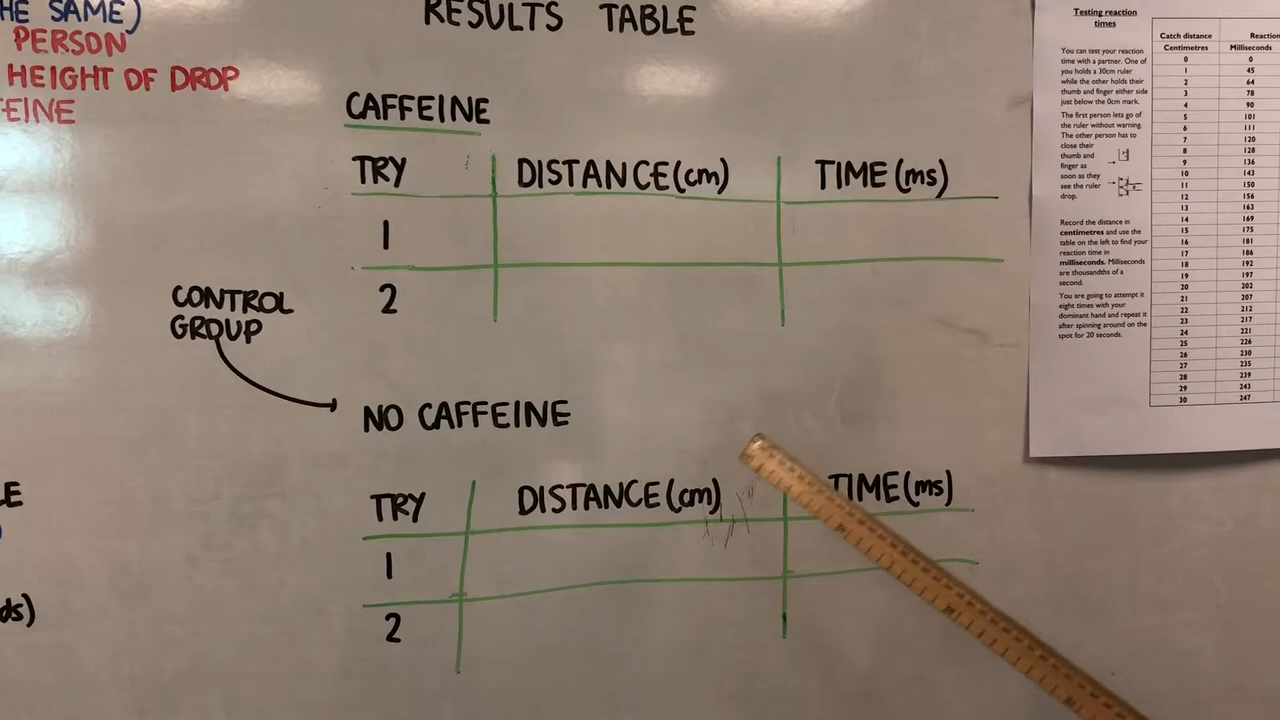 HE SAME)
PERSON
HEIGHT OF DROP
EINE
RESULTS TABLE
CAFFEINE
TRY DISTANCE(cm) TIME(ms)
1
2
CONTROL
GROUP
NO CAFFEINE
TRY DISTANCE(cm) TIME(ms)
1
2
E
ds)
Testing reaction
times
You can test your reaction
time with a partner. One of
you holds a 30cm ruler
while the other holds their
thumb and finger either side
just below the 0cm mark.
The first person lets go of
the ruler without warning.
The other person has to
close their
thumb and
finger as
soon as they
see the ruler
drop.
Record the distance in
centimetres and use the
table on the left to find your
reaction time in
milliseconds. Milliseconds
are thousandths of a
second.
You are going to attempt it
eight times with your
dominant hand and repeat it
after spinning around on the
spot for 20 seconds.
Catch distance Reaction
Centimetres Milliseconds
0 0
1 45
2 64
3 78
4 90
5 101
6 111
7 120
8 128
9 136
10 143
11 150
12 156
13 163
14 169
15 175
16 181
17 186
18 192
19 197
20 202
21 207
22 212
23 217
24 221
25 226
26 230
27 235
28 239
29 243
30 247